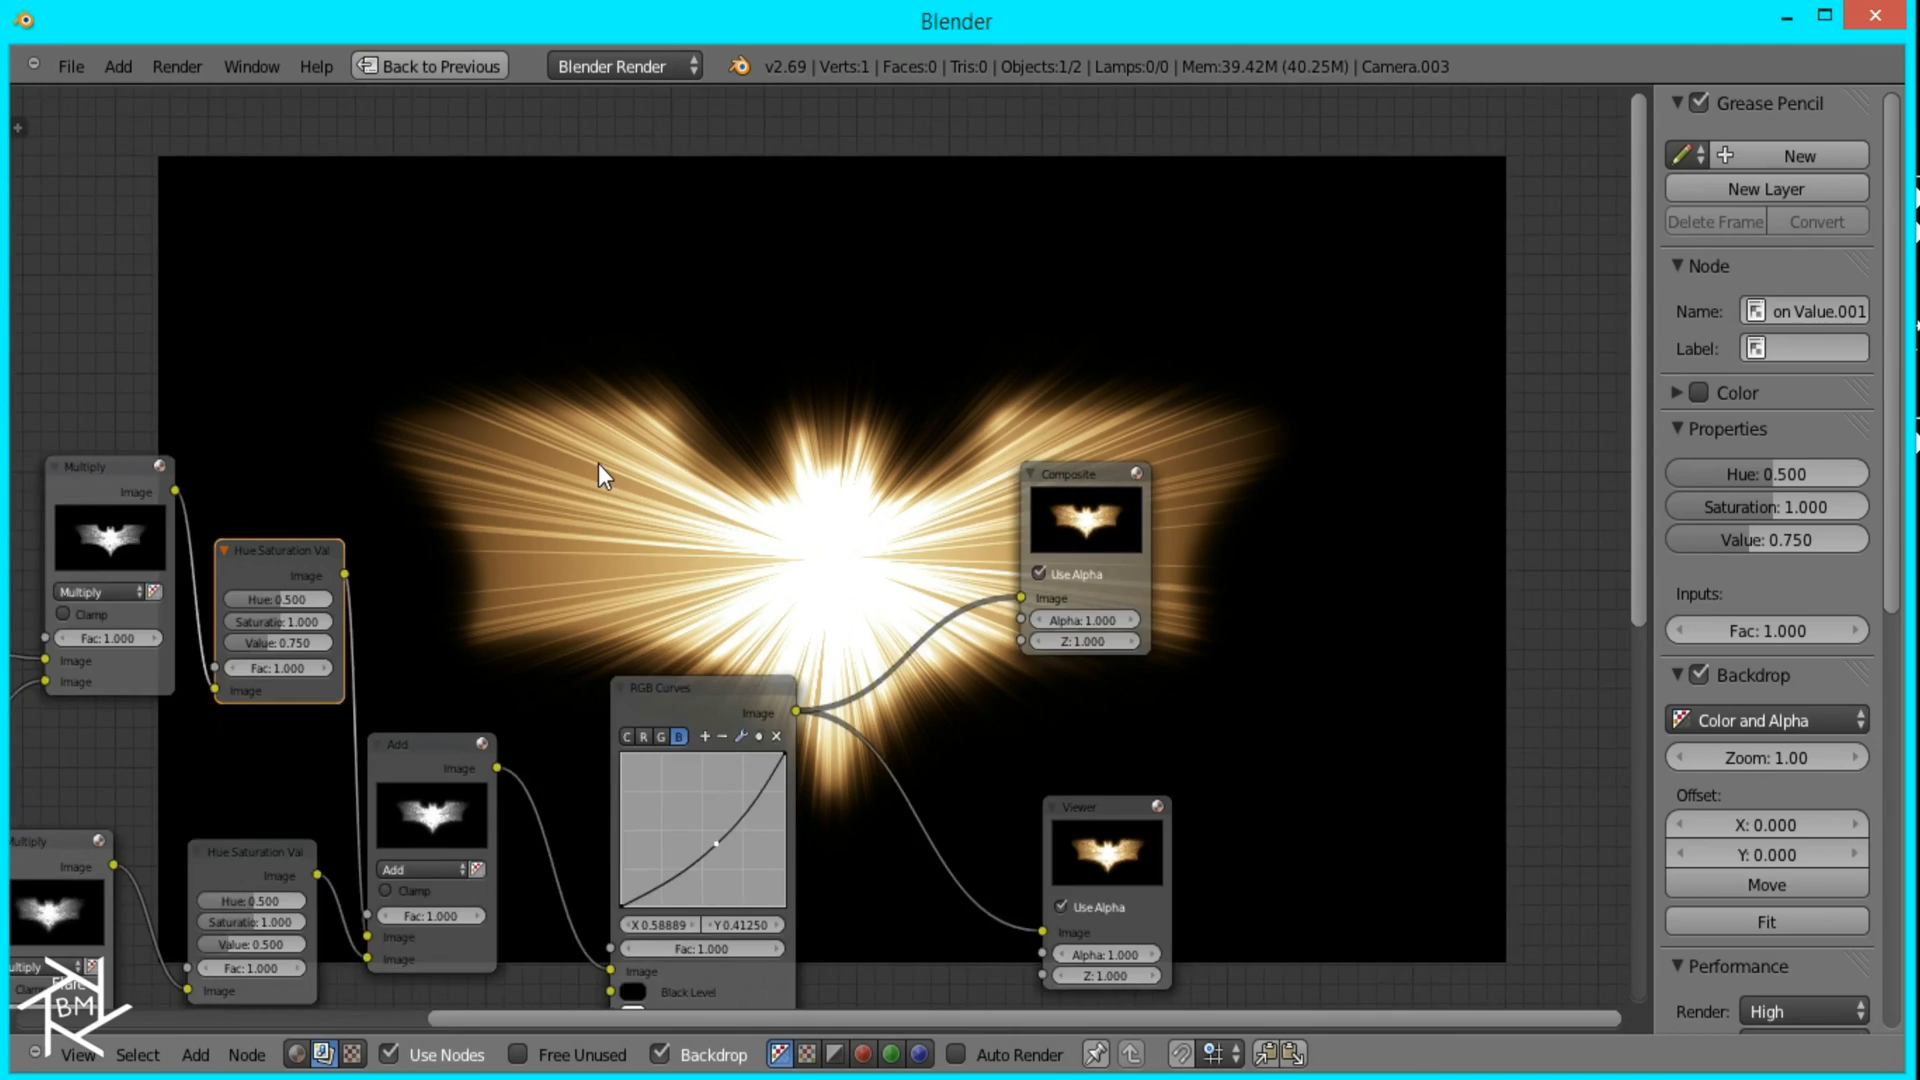 Blender
File Add Render Window Help Back to Previous Blender Render v2.69 | Verts:1 | Faces:0 | Tris:0 | Objects:1/2 | Lamps:0/0 | Mem:39.42M (40.25M) | Camera.003
Grease Pencil
New
New Layer
Delete Frame Convert
Node
Name: on Value.001
Label:
Color
Properties
Hue: 0.500
Saturation: 1.000
Value: 0.750
Inputs:
Fac: 1.000
Backdrop
Color and Alpha
Zoom: 1.00
Offset:
X: 0.000
Y: 0.000
Move
Fit
Performance
Render: High
Multiply
Image
Multiply
Clamp
Fac: 1.000
Image
Image
Hue Saturation Val
Image
Hue: 0.500
Saturatio: 1.000
Value: 0.750
Fac: 1.000
Image
Composite
Use Alpha
Image
Alpha: 1.000
Z: 1.000
RGB Curves
Image
C R G B
X 0.58889 Y 0.41250
Fac: 1.000
Image
Black Level
Add
Image
Add
Clamp
Fac: 1.000
Image
Image
Viewer
Use Alpha
Image
Alpha: 1.000
Z: 1.000
ultiply
Image
ultiply
Clam
Hue Saturation Val
Image
Hue: 0.500
Saturatio: 1.000
Value: 0.500
Fac: 1.000
Image
BM
View Select Add Node Use Nodes Free Unused Backdrop Auto Render